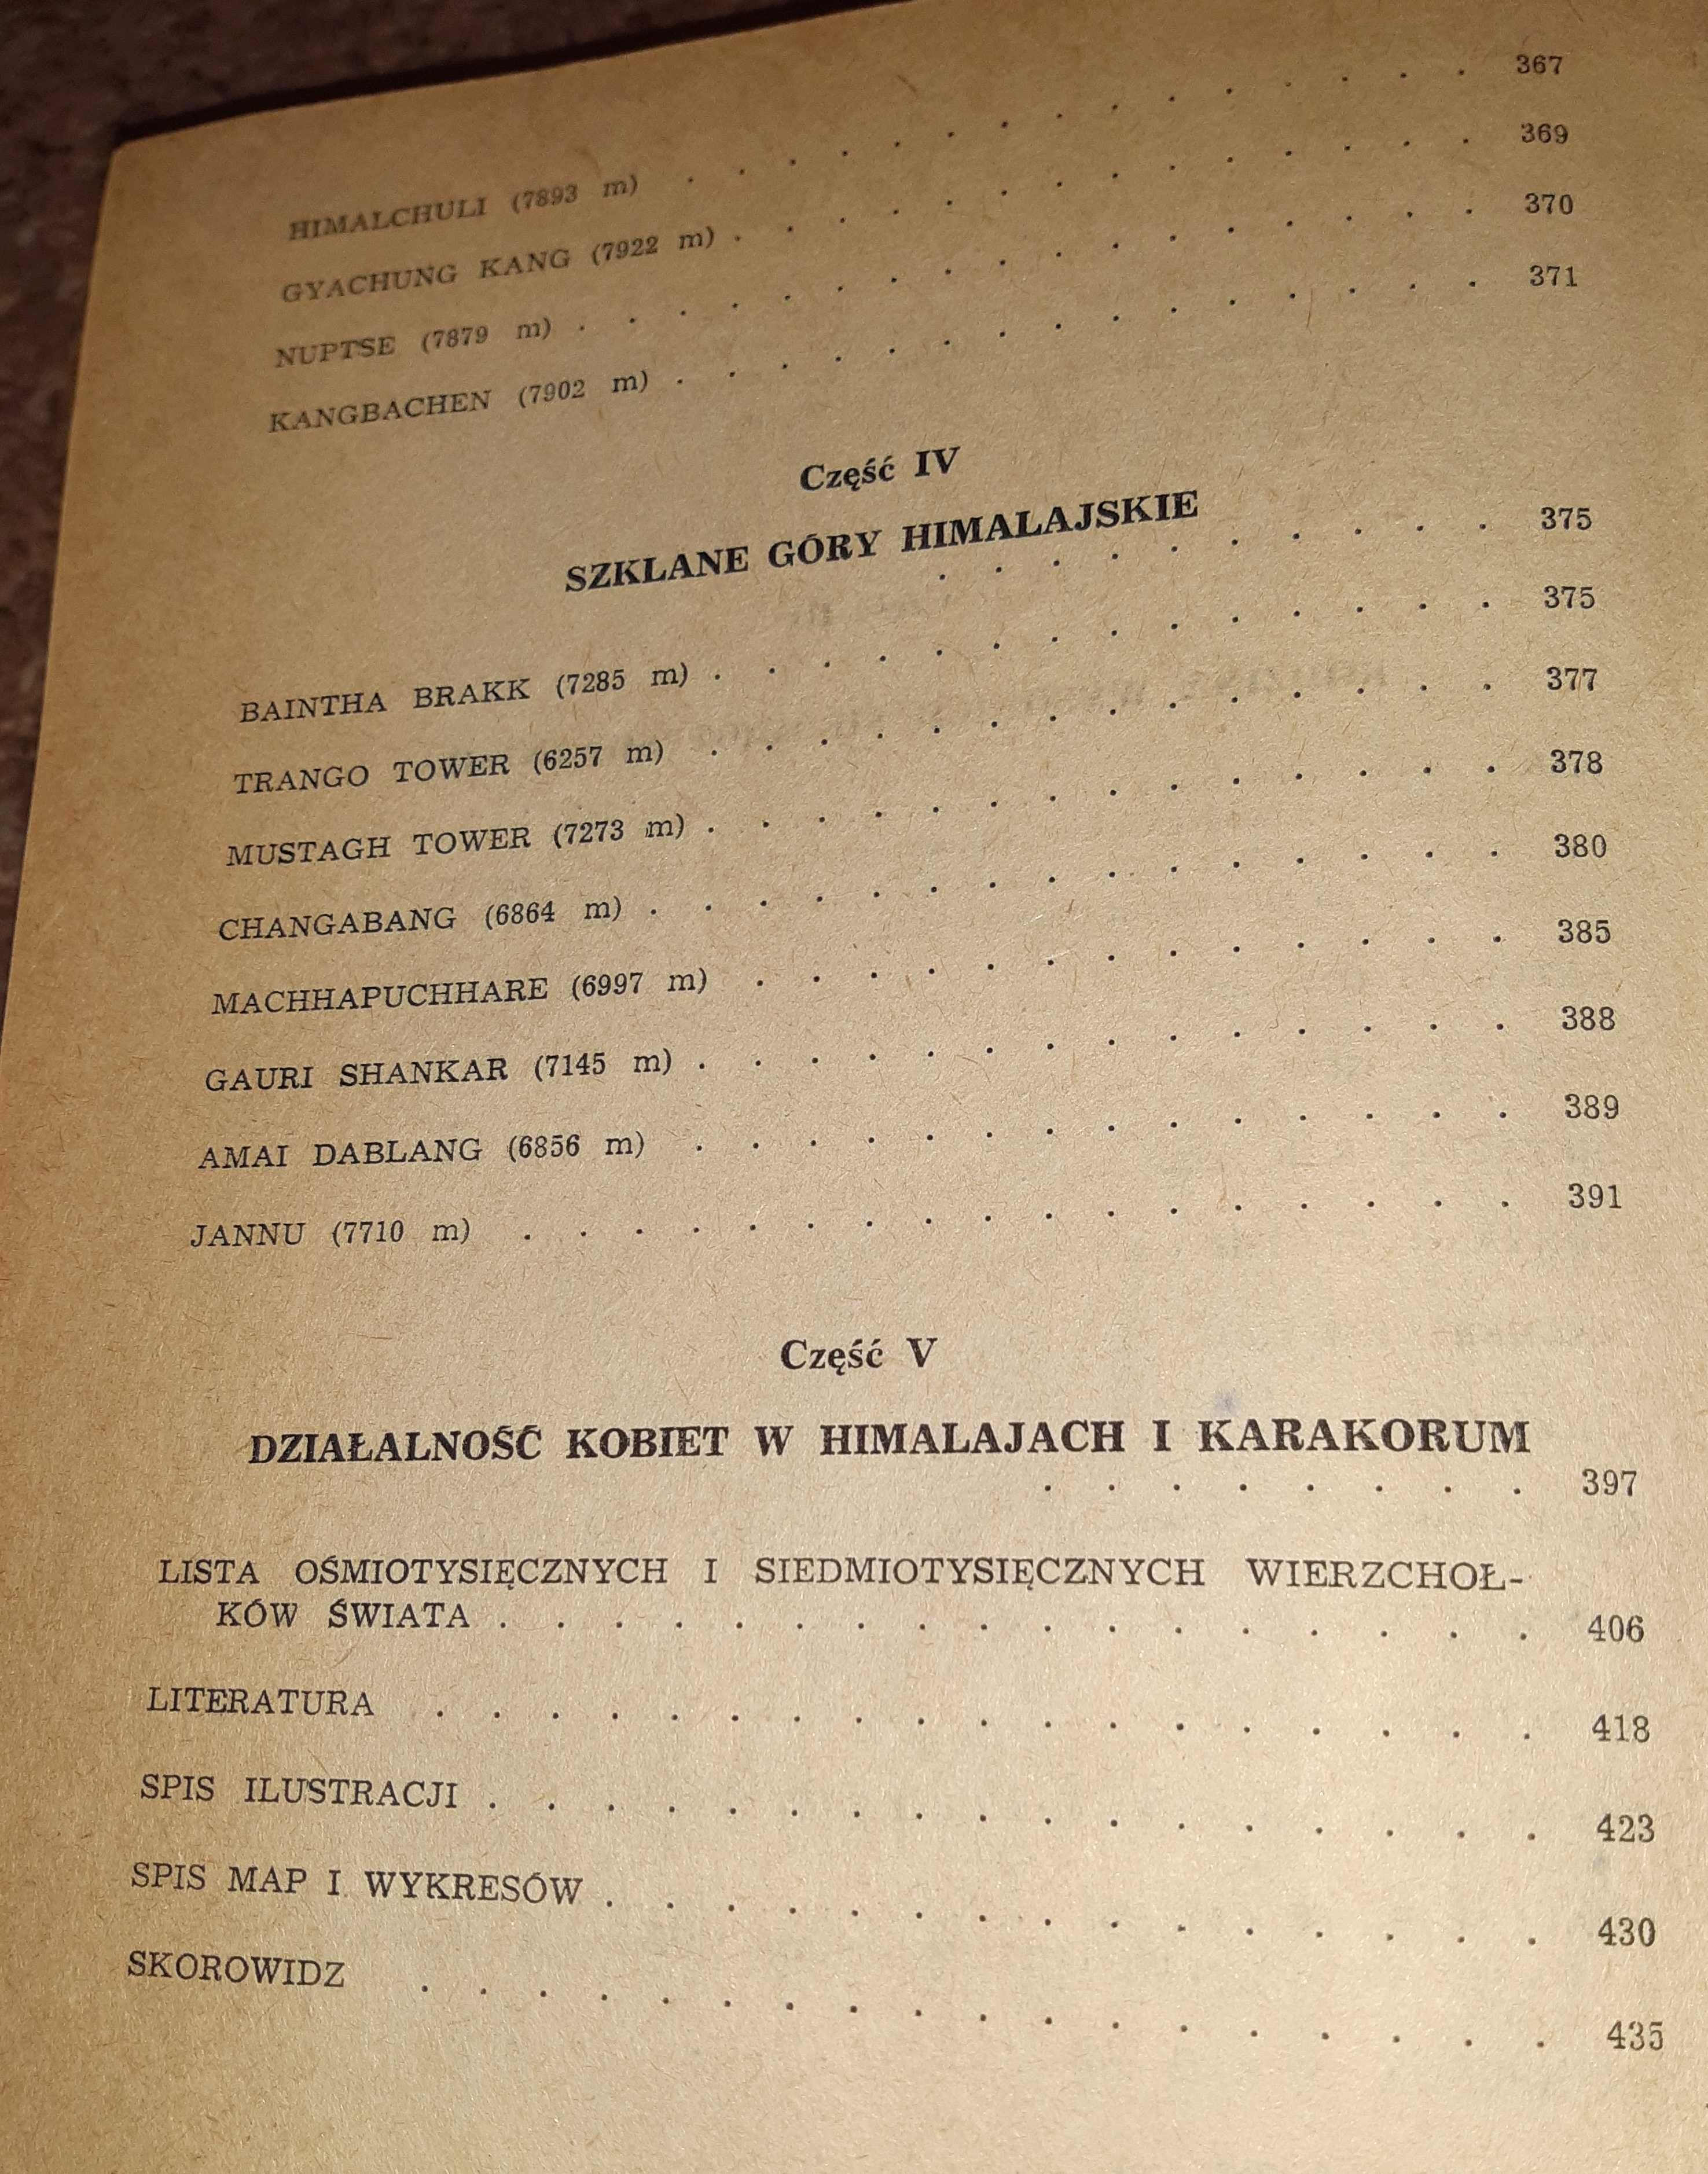 HIMALCHULI (7893 m) . . . . . . . . . . . . . . 367
GYACHUNG KANG (7922 m) . . . . . . . . . . . . . 369
NUPTSE (7879 m) . . . . . . . . . . . . . . . . 370
KANGBACHEN (7902 m) . . . . . . . . . . . . . . 371
Część IV
SZKLANE GÓRY HIMALAJSKIE
. . . . . . . . . . 375
BAINTHA BRAKK (7285 m) . . . . . . . . . . . . . 375
TRANGO TOWER (6257 m) . . . . . . . . . . . . . 377
MUSTAGH TOWER (7273 m) . . . . . . . . . . . . . 378
CHANGABANG (6864 m) . . . . . . . . . . . . . . 380
MACHHAPUCHHARE (6997 m) . . . . . . . . . . . . 385
GAURI SHANKAR (7145 m) . . . . . . . . . . . . . 388
AMAI DABLANG (6856 m) . . . . . . . . . . . . . 389
JANNU (7710 m) . . . . . . . . . . . . . . . . 391
Część V
DZIAŁALNOŚĆ KOBIET W HIMALAJACH I KARAKORUM
. . . . . . . . 397
LISTA OŚMIOTYSIĘCZNYCH I SIEDMIOTYSIĘCZNYCH WIERZCHOŁ-
KÓW ŚWIATA . . . . . . . . . . . . . . . . . 406
LITERATURA . . . . . . . . . . . . . . . . . . 418
SPIS ILUSTRACJI . . . . . . . . . . . . . . . . . 423
SPIS MAP I WYKRESÓW . . . . . . . . . . . . . . . 430
SKOROWIDZ . . . . . . . . . . . . . . . . . . 435